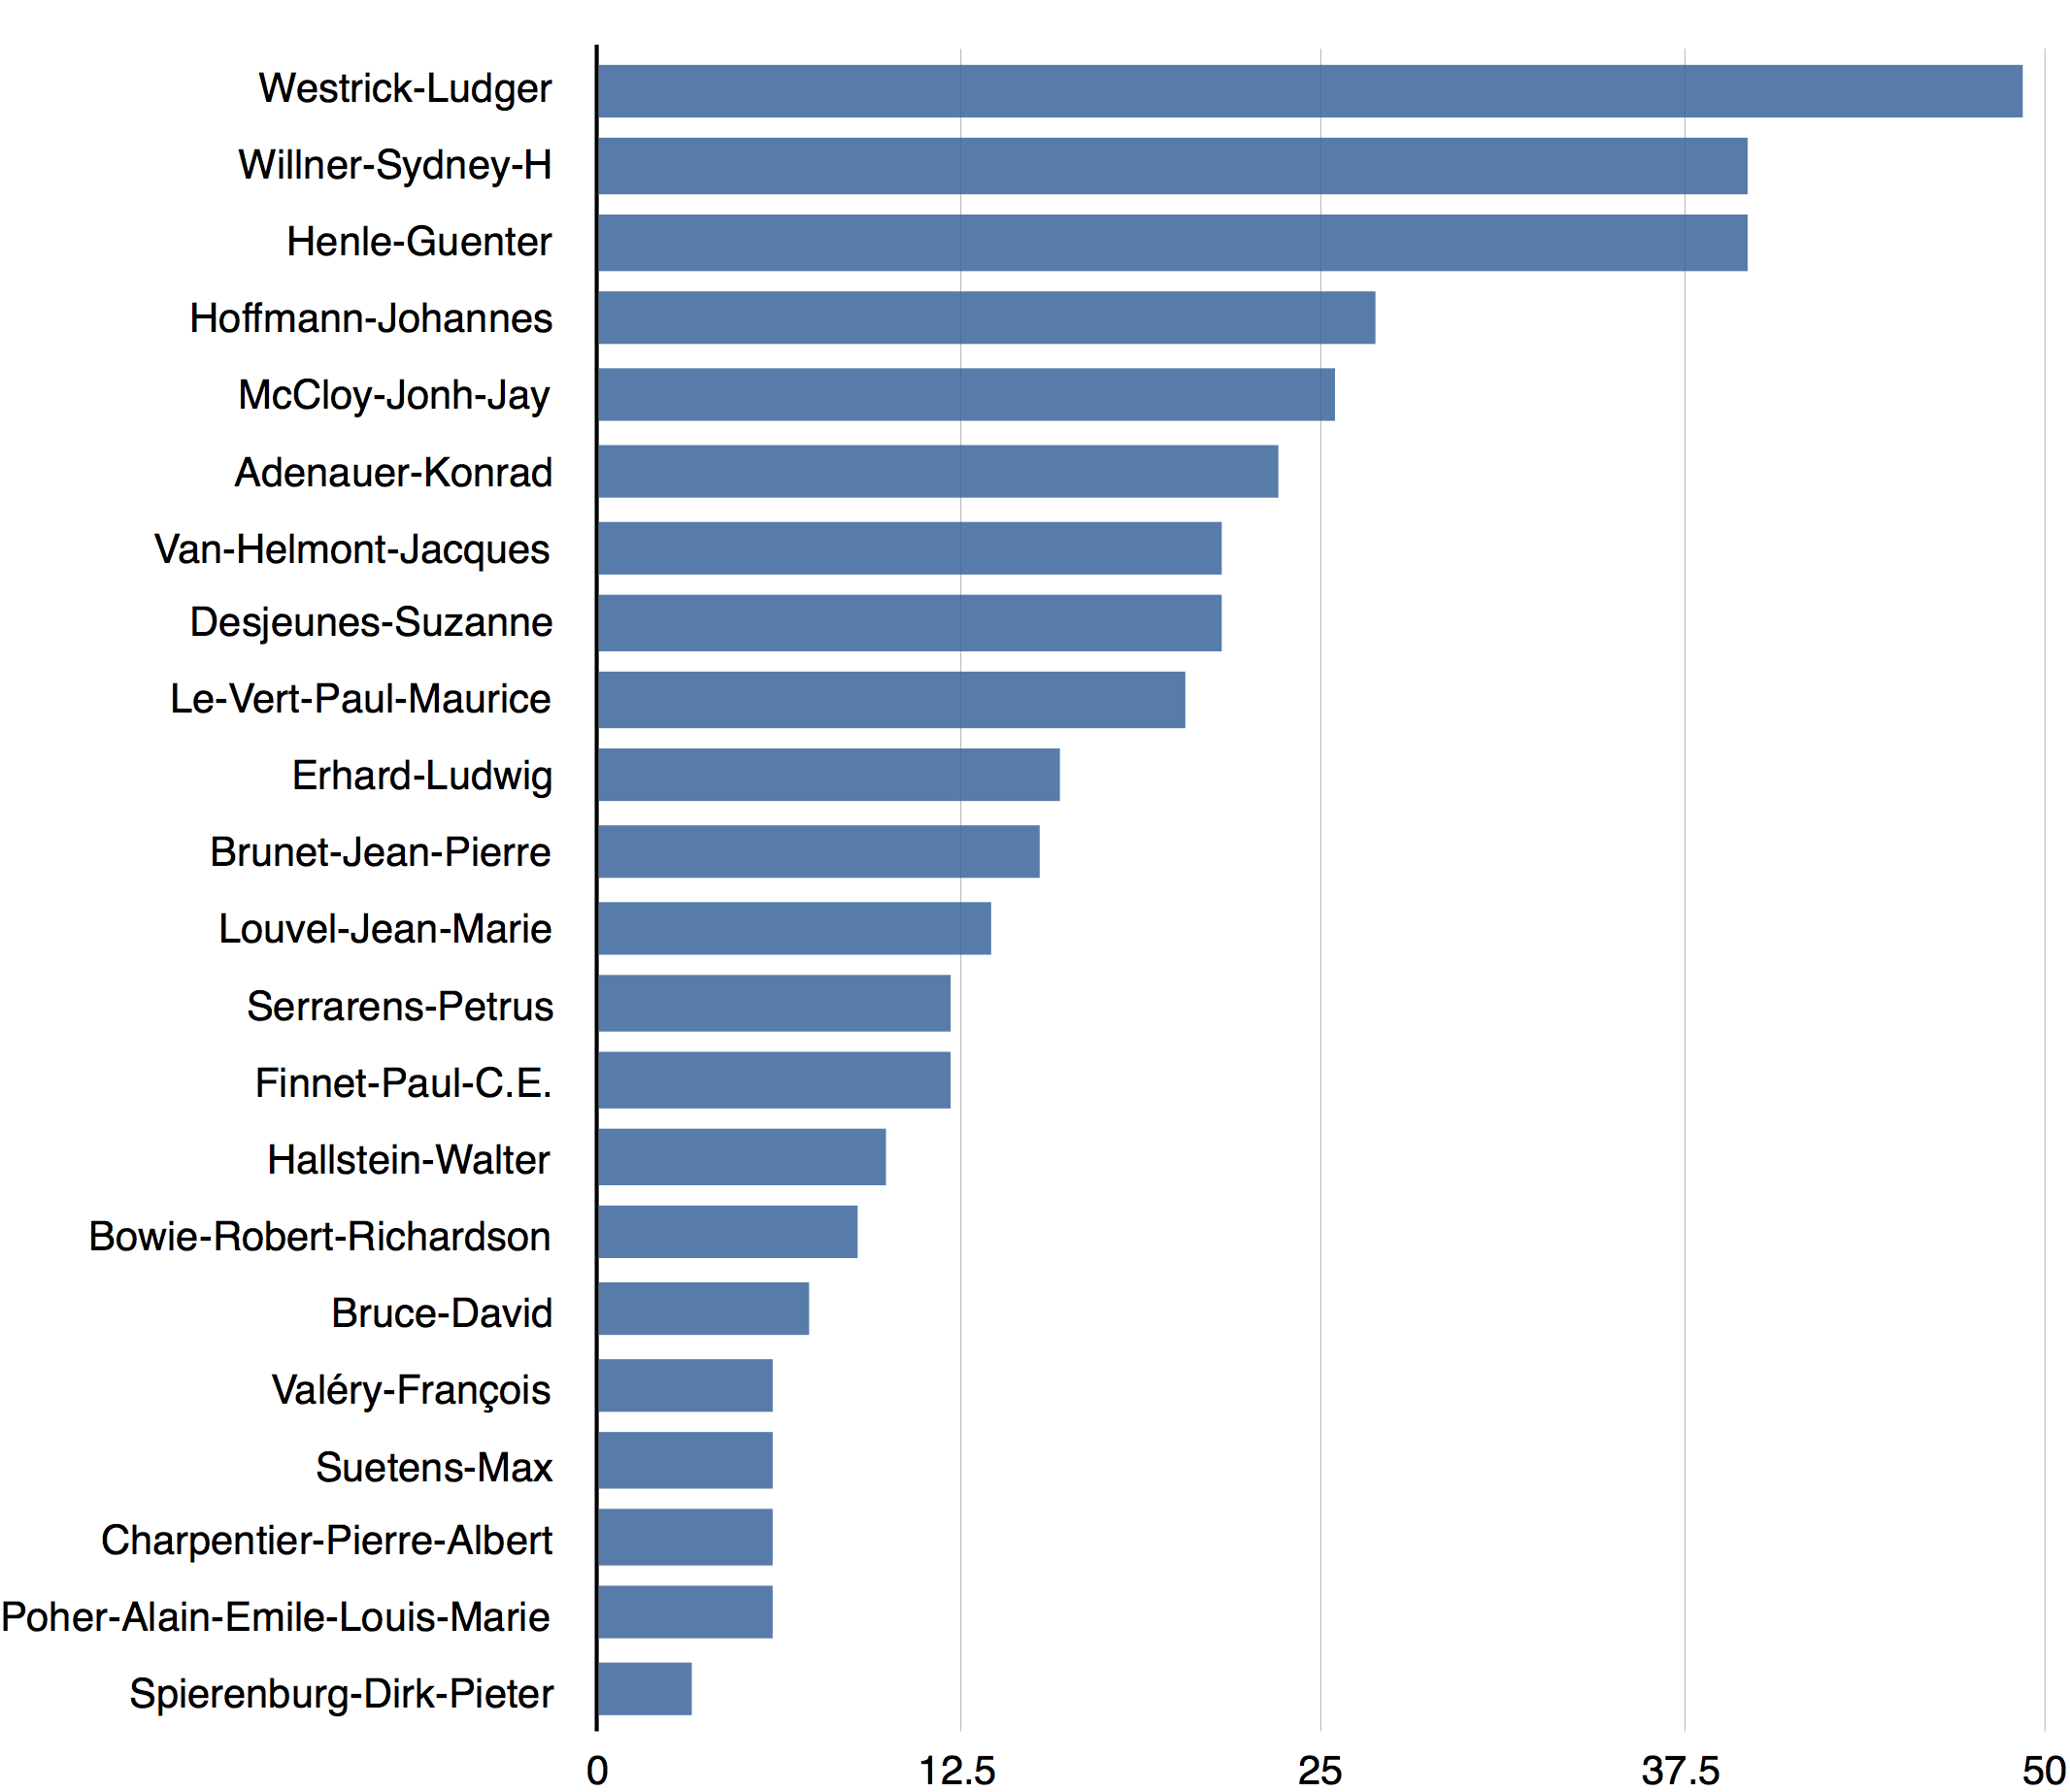 Westrick-Ludger
Willner-Sydney-H
Henle-Guenter
Hoffmann-Johannes
McCloy-Jonh-Jay
Adenauer-Konrad
Van-Helmont-Jacques
Desjeunes-Suzanne
Le-Vert-Paul-Maurice
Erhard-Ludwig
Brunet-Jean-Pierre
Louvel-Jean-Marie
Serrarens-Petrus
Finnet-Paul-C.E.
Hallstein-Walter
Bowie-Robert-Richardson
Bruce-David
Valéry-François
Suetens-Max
Charpentier-Pierre-Albert
Poher-Alain-Emile-Louis-Marie
Spierenburg-Dirk-Pieter
0 12.5 25 37.5 50